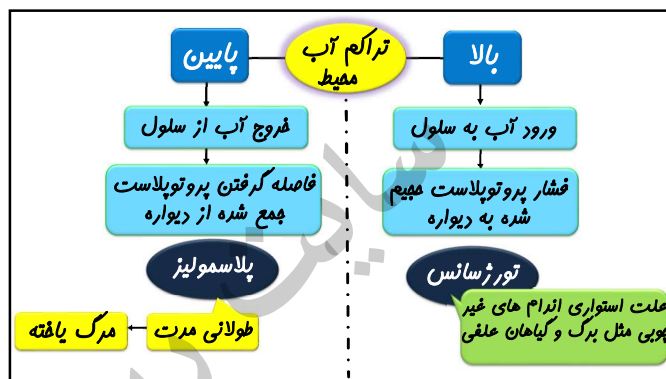 تراکم آب
محیط
بالا
ورود آب به سلول
فشار پروتوپلاست حجیم
شده به دیواره
تورژسانس
علت استواری اندام های غیر
چوبی مثل برگ و گیاهان علفی
پایین
خروج آب از سلول
فاصله گرفتن پروتوپلاست
جمع شده از دیواره
پلاسمولیز
طولانی مدت
مرگ یاخته
سایت